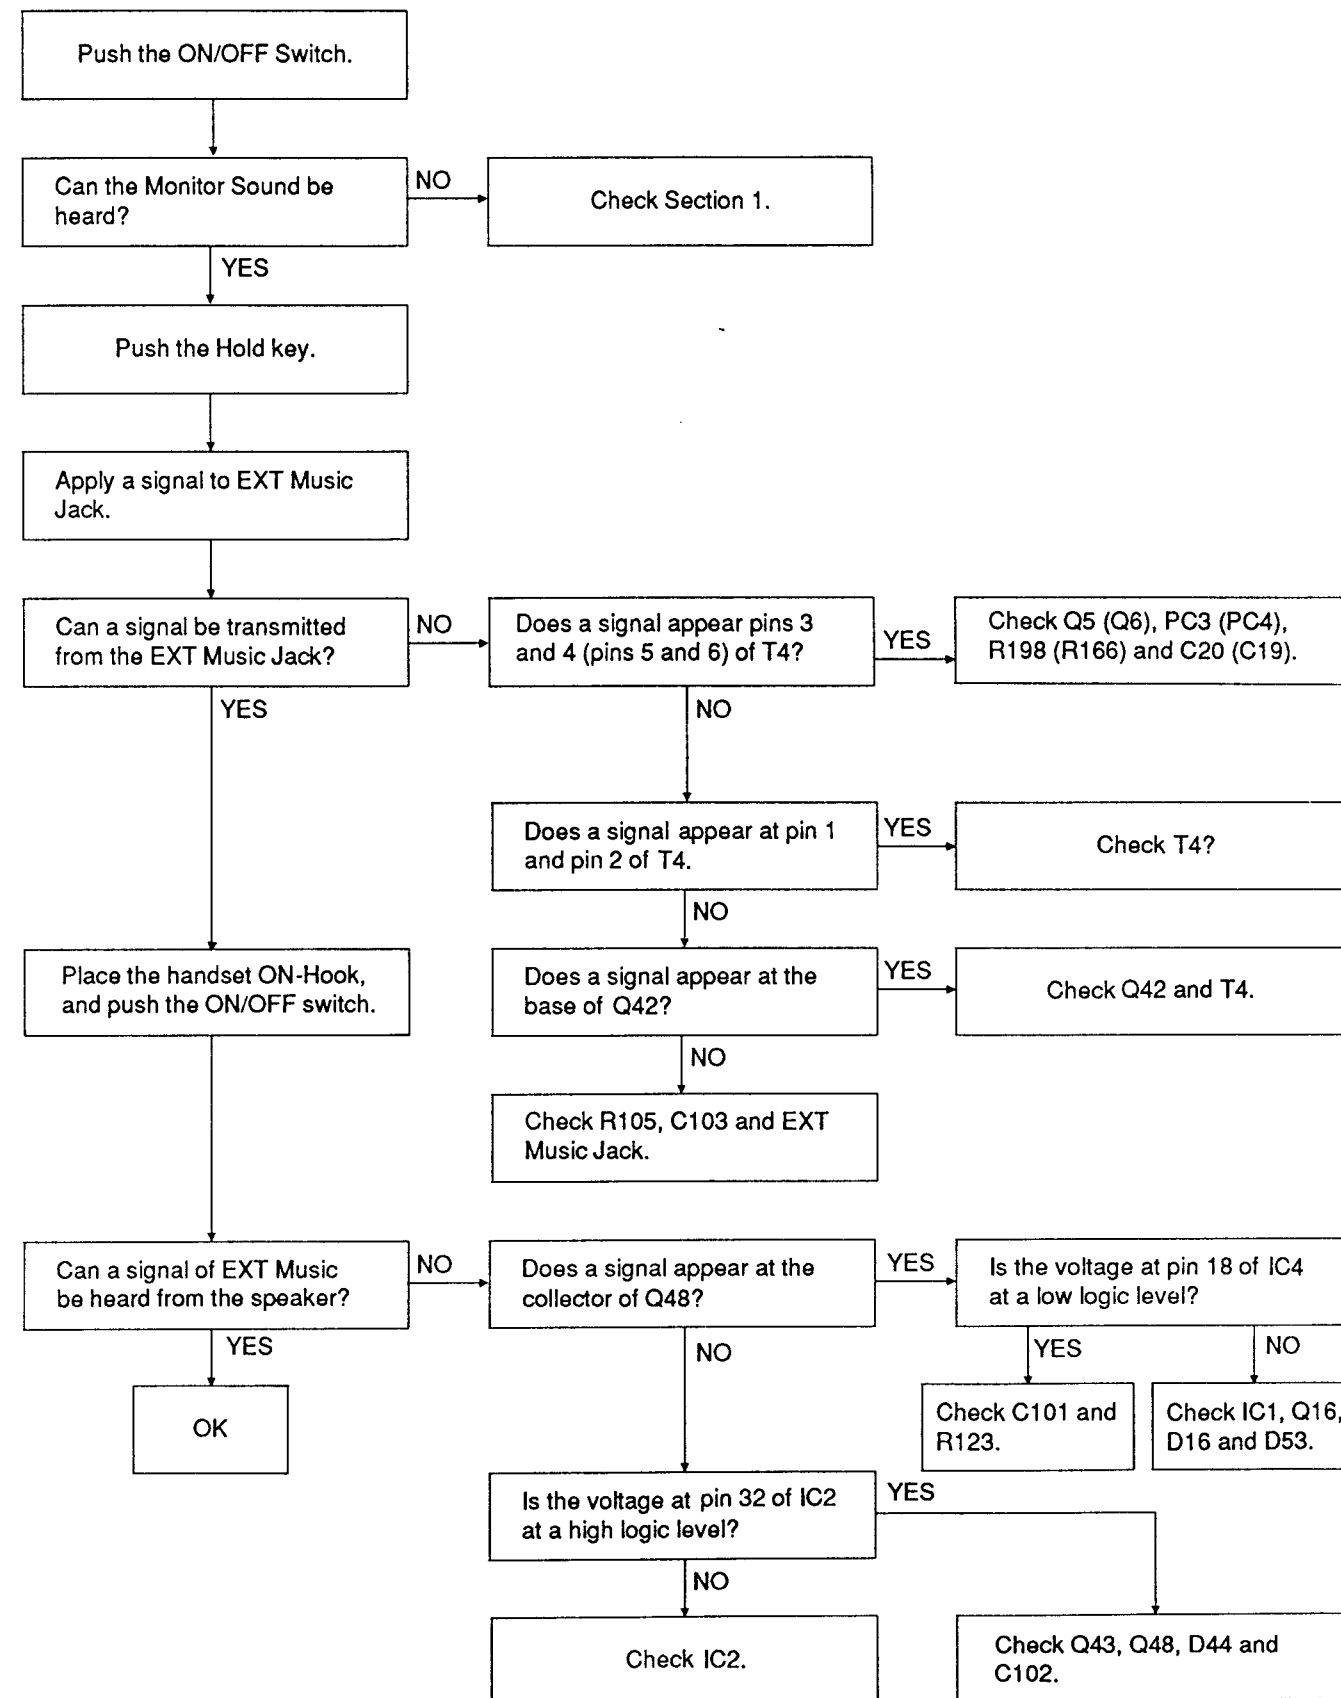 Push the ON/OFF Switch.
Can the Monitor Sound be
heard?
NO
Check Section 1.
YES
Push the Hold key.
Apply a signal to EXT Music
Jack.
Can a signal be transmitted
from the EXT Music Jack?
NO
Does a signal appear pins 3
and 4 (pins 5 and 6) of T4?
YES
Check Q5 (Q6), PC3 (PC4),
R198 (R166) and C20 (C19).
YES
NO
Does a signal appear at pin 1
and pin 2 of T4.
YES
Check T4?
NO
Place the handset ON-Hook,
and push the ON/OFF switch.
Does a signal appear at the
base of Q42?
YES
Check Q42 and T4.
NO
Check R105, C103 and EXT
Music Jack.
Can a signal of EXT Music
be heard from the speaker?
NO
Does a signal appear at the
collector of Q48?
YES
Is the voltage at pin 18 of IC4
at a low logic level?
YES
NO
YES
NO
OK
Check C101 and
R123.
Check IC1, Q16,
D16 and D53.
Is the voltage at pin 32 of IC2
at a high logic level?
YES
NO
Check IC2.
Check Q43, Q48, D44 and
C102.